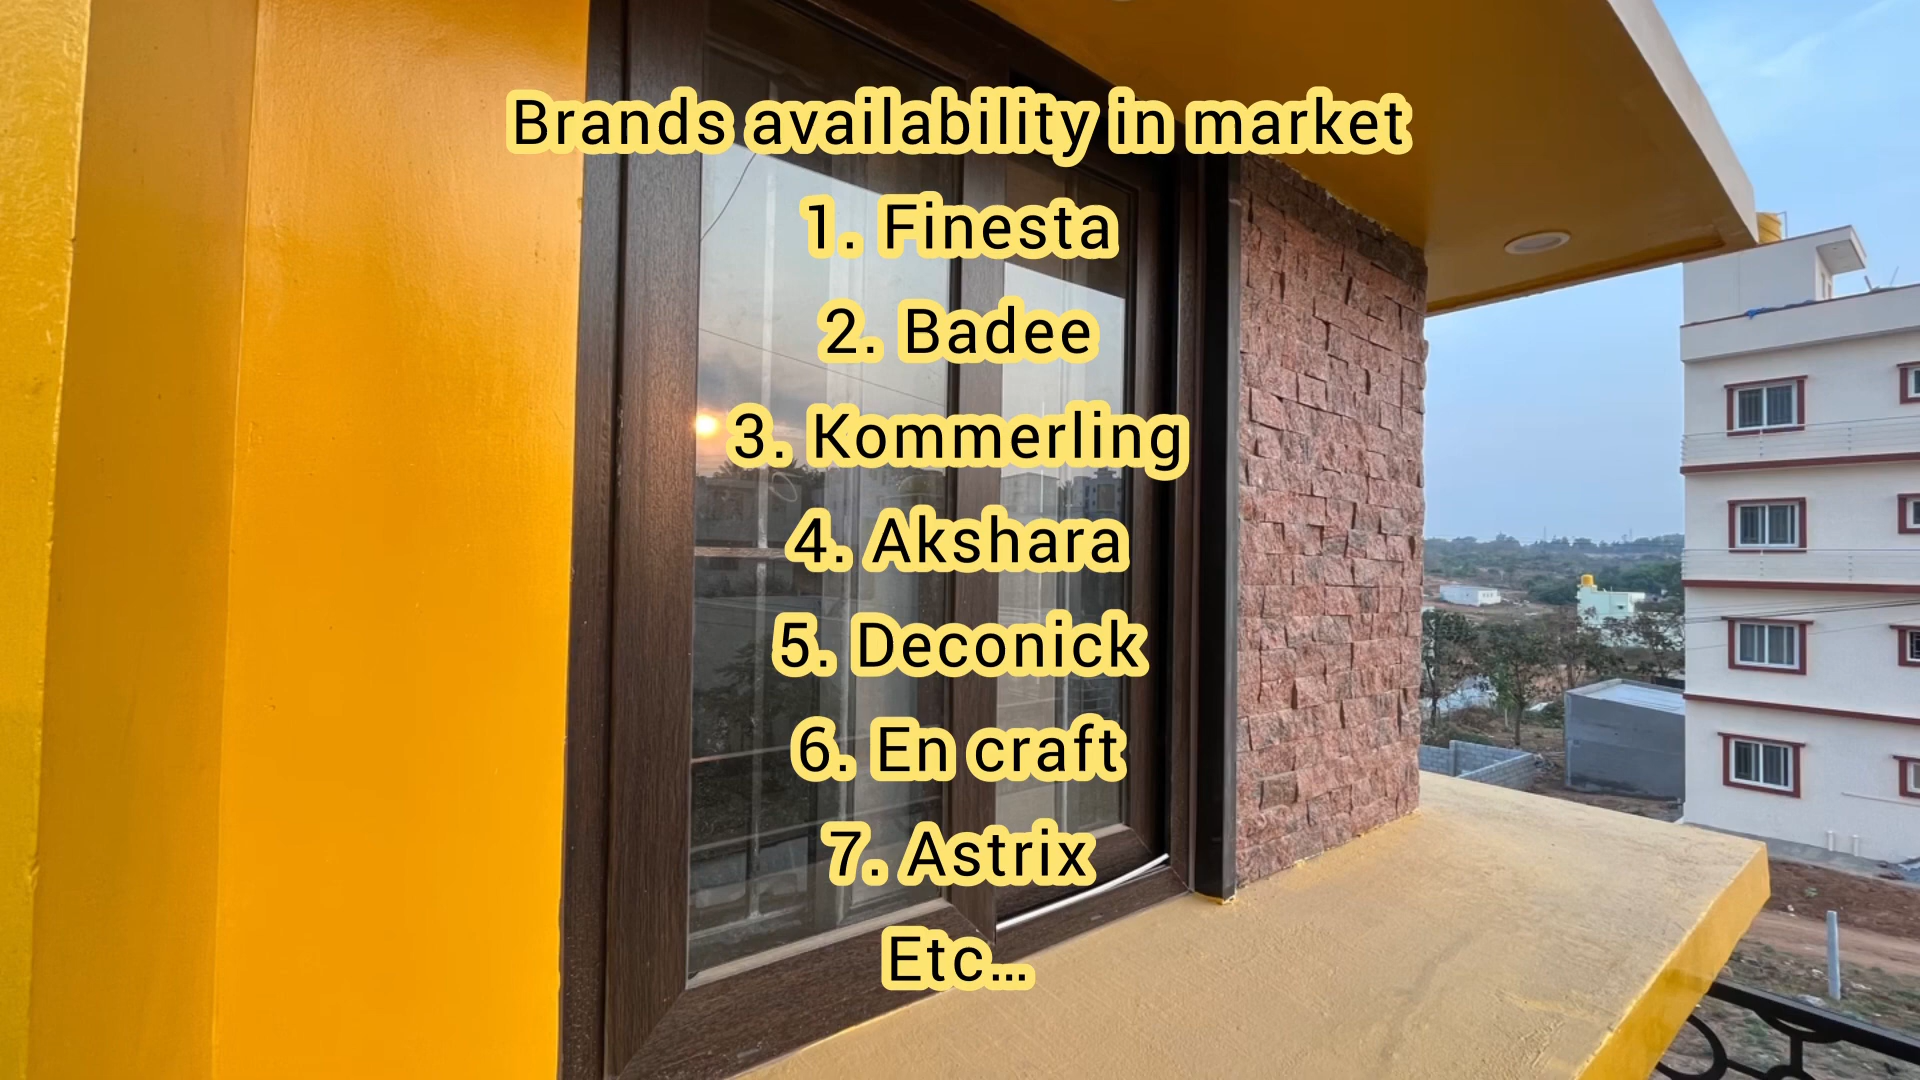 Brands availability in market
1. Finesta
2. Badee
3. Kommerling
4. Akshara
5. Deconick
6. En craft
7. Astrix
Etc...